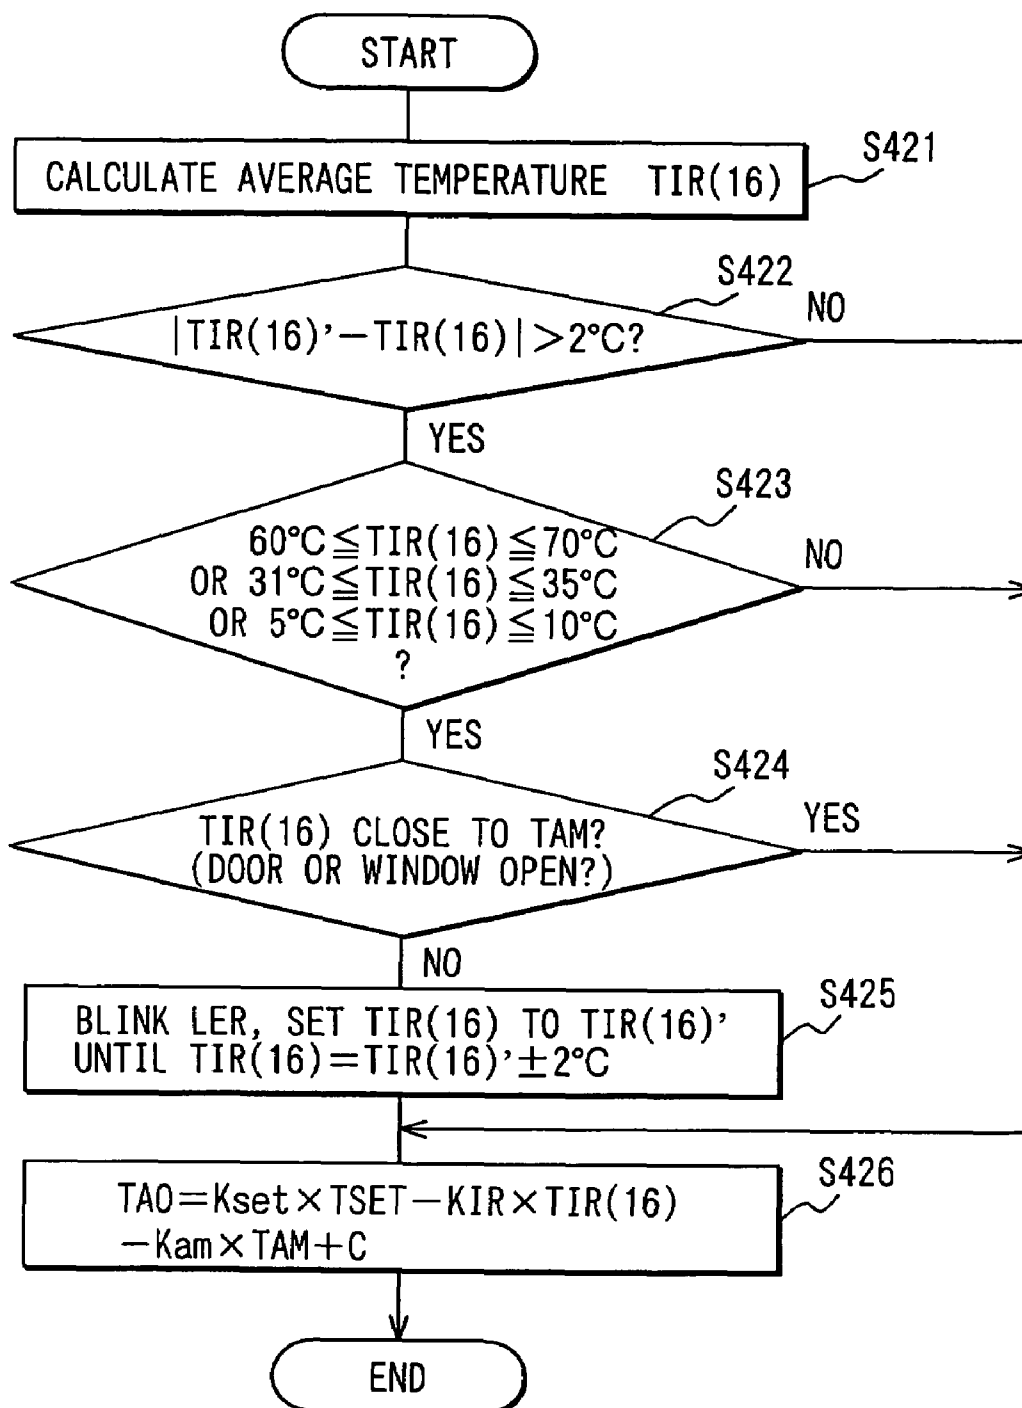 START
CALCULATE AVERAGE TEMPERATURE TIR(16)
S421
S422
|TIR(16)'−TIR(16)|>2°C?
NO
YES
S423
60°C≦TIR(16)≦70°C
OR 31°C≦TIR(16)≦35°C
OR 5°C≦TIR(16)≦10°C
?
NO
YES
S424
TIR(16) CLOSE TO TAM?
(DOOR OR WINDOW OPEN?)
YES
NO
S425
BLINK LER, SET TIR(16) TO TIR(16)'
UNTIL TIR(16)=TIR(16)'±2°C
S426
TAO=Kset×TSET−KIR×TIR(16)
−Kam×TAM+C
END